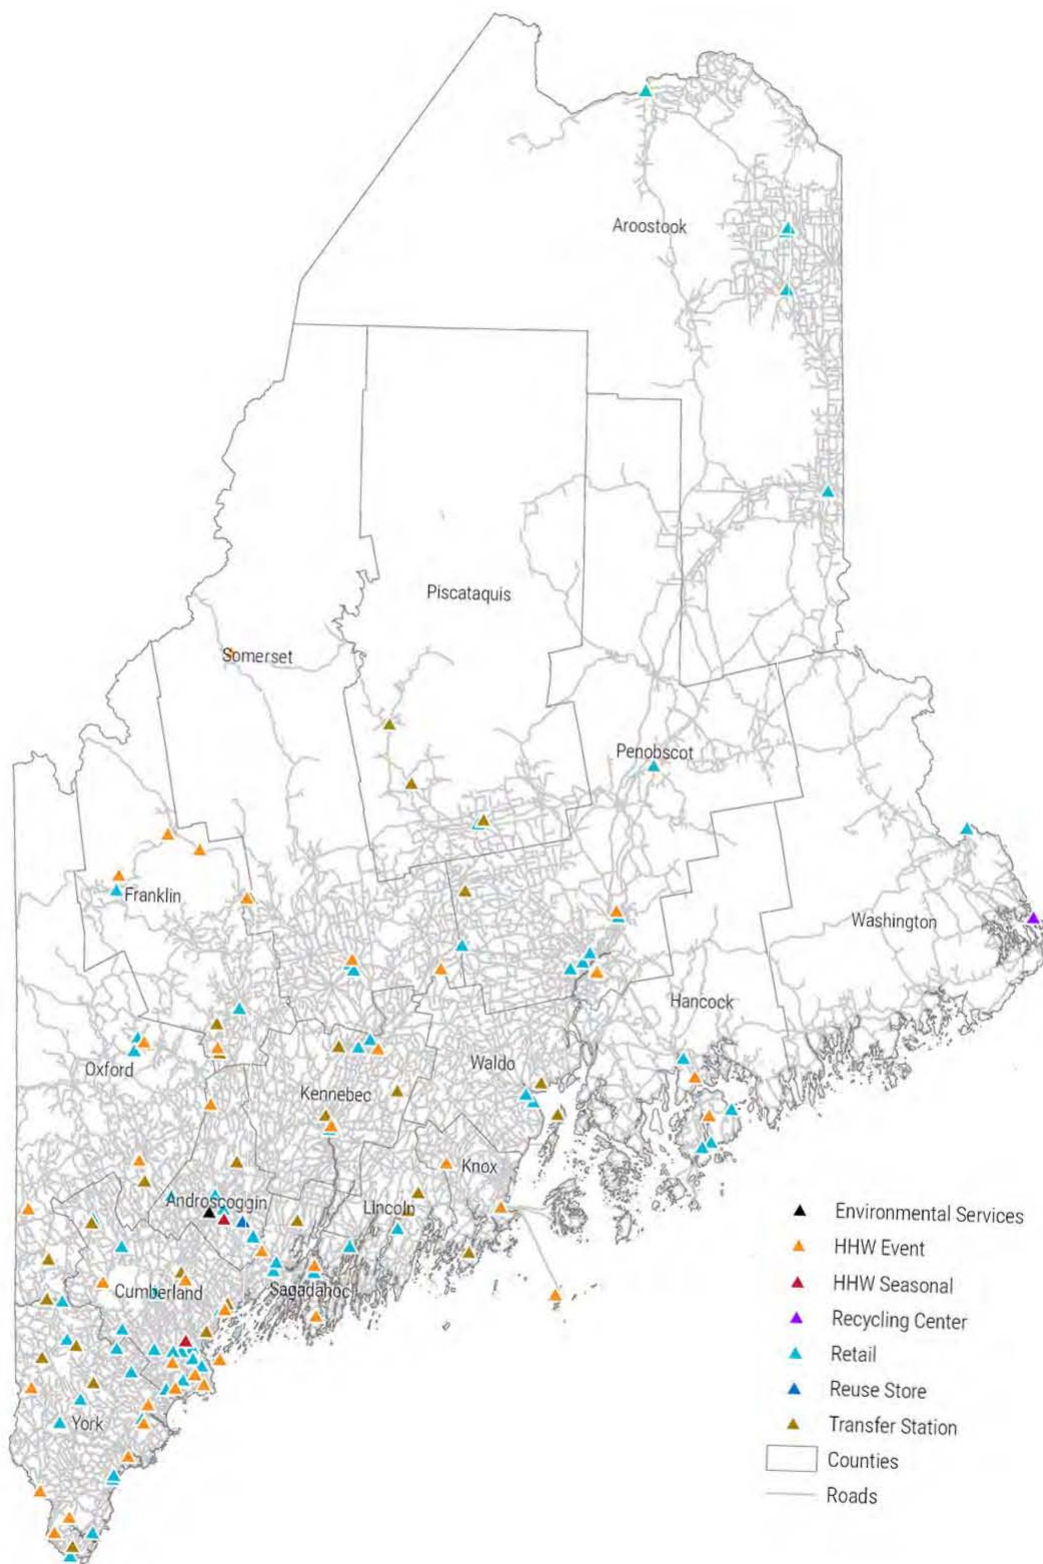 Aroostook
Piscataquis
Somerset
Penobscot
Franklin
Washington
Hancock
Waldo
Oxford
Kennebec
Knox
Androscoggin
Lincoln
Cumberland
Sagadahoc
York
Environmental Services
HHW Event
HHW Seasonal
Recycling Center
Retail
Reuse Store
Transfer Station
Counties
Roads